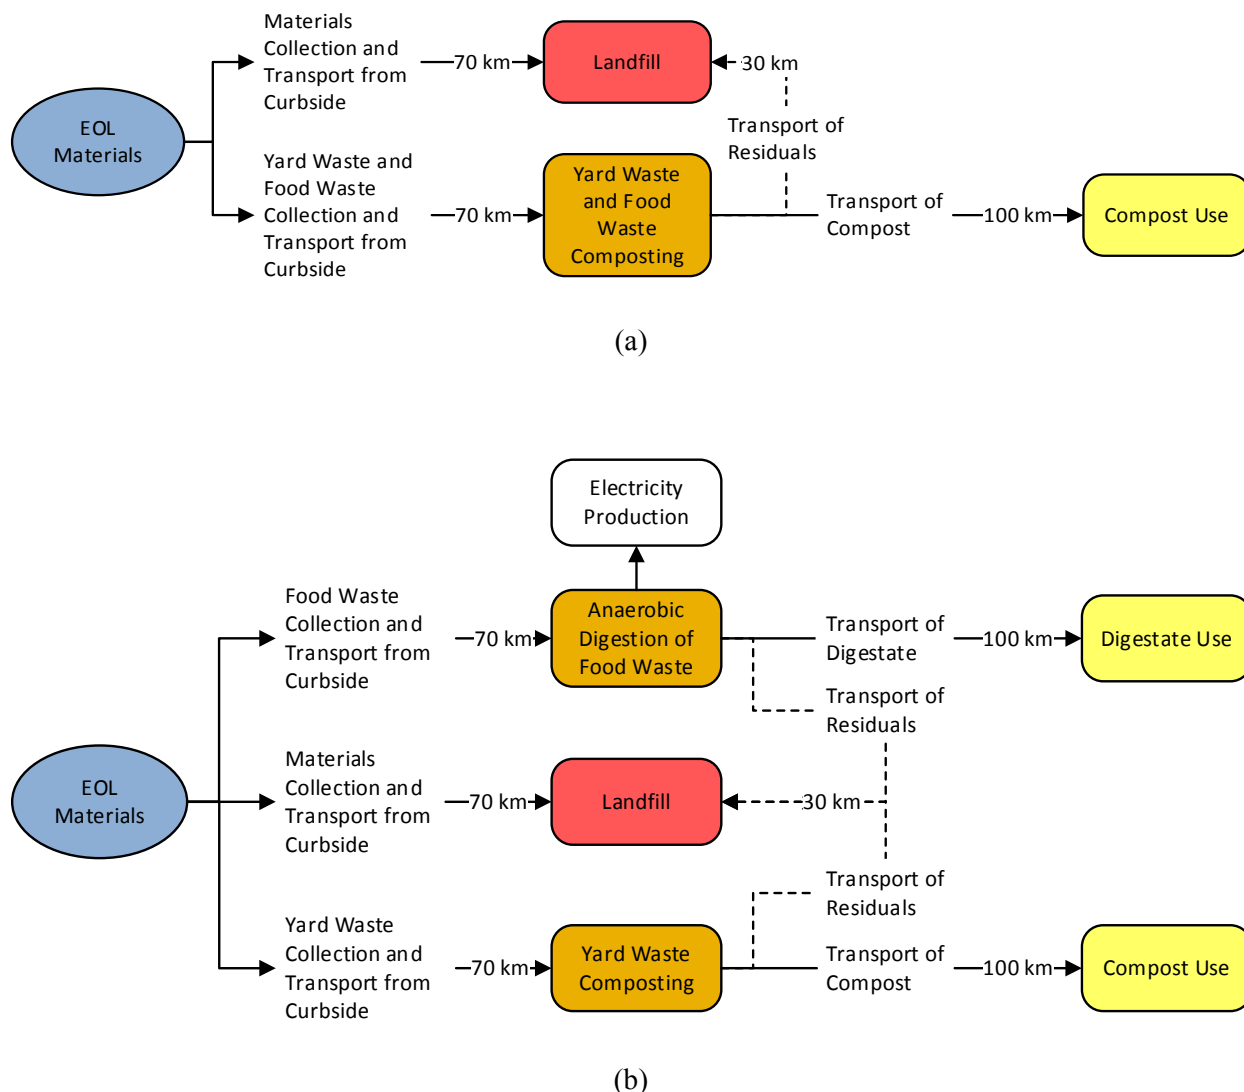 EOL
Materials
Materials
Collection and
Transport from
Curbside
70 km
Landfill
30 km
Transport of
Residuals
Yard Waste and
Food Waste
Collection and
Transport from
Curbside
70 km
Yard Waste
and Food
Waste
Composting
Transport of
Compost
100 km
Compost Use
(a)
Electricity
Production
Food Waste
Collection and
Transport from
Curbside
70 km
Anaerobic
Digestion of
Food Waste
Transport of
Digestate
100 km
Digestate Use
Transport of
Residuals
EOL
Materials
Materials
Collection and
Transport from
Curbside
70 km
Landfill
30 km
Transport of
Residuals
Yard Waste
Collection and
Transport from
Curbside
70 km
Yard Waste
Composting
Transport of
Compost
100 km
Compost Use
(b)